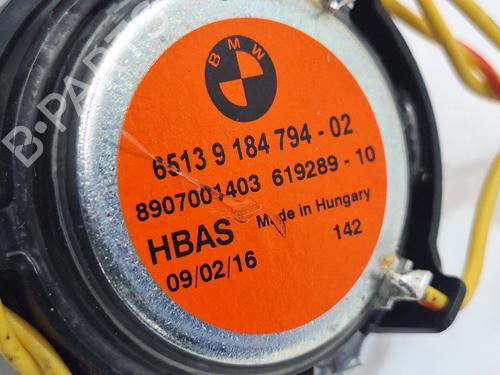 BMW
6513 9 184 794 - 02
8907001403 619289 - 10
HBAS Made in Hungary
09/02/16 142
B-PARTS